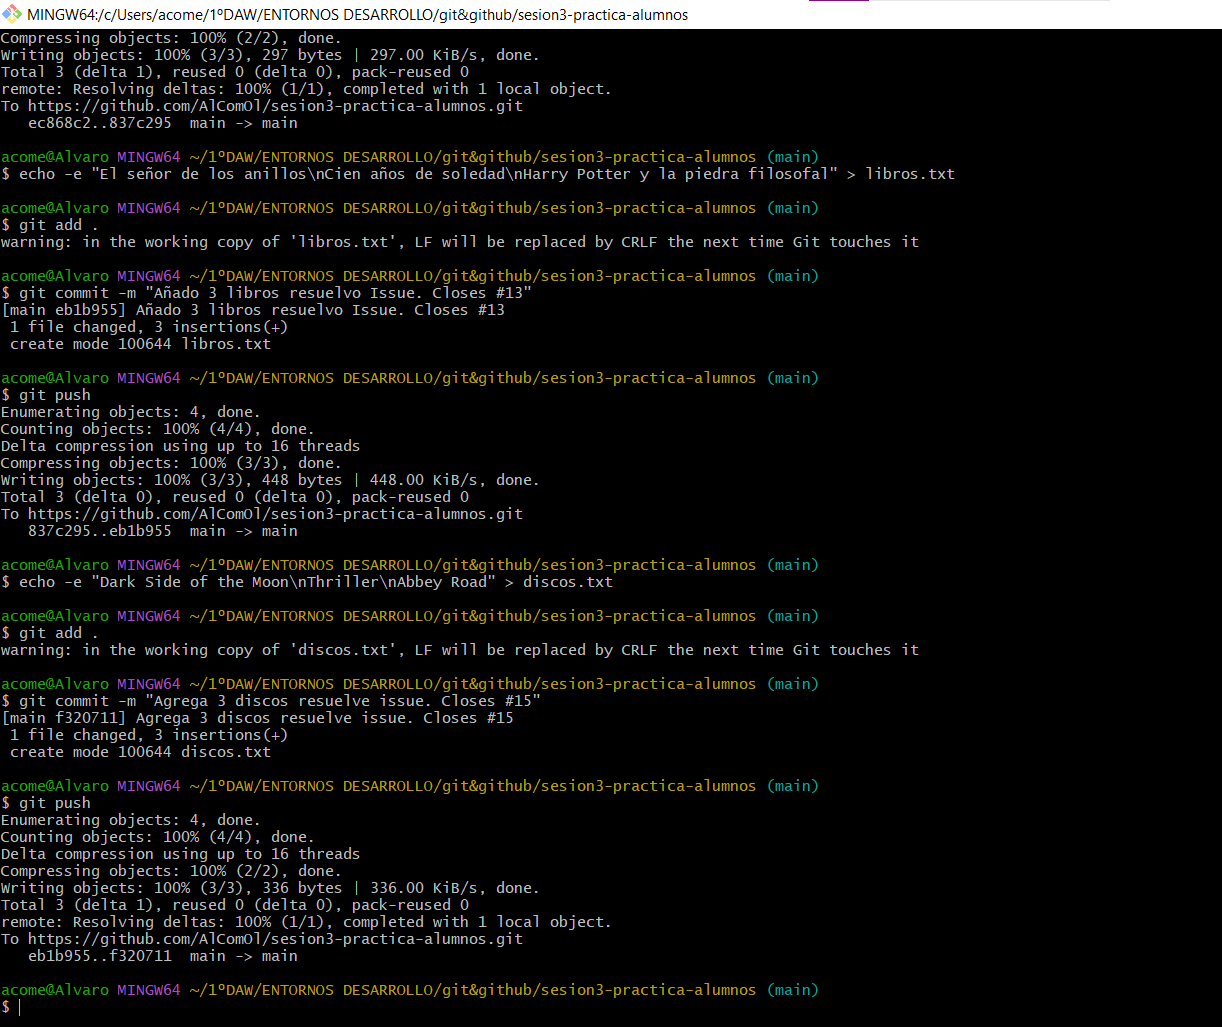 MINGW64:/c/Users/acome/1ºDAW/ENTORNOS DESARROLLO/git&github/sesion3-practica-alumnos
Compressing objects: 100% (2/2), done.
Writing objects: 100% (3/3), 297 bytes | 297.00 KiB/s, done.
Total 3 (delta 1), reused 0 (delta 0), pack-reused 0
remote: Resolving deltas: 100% (1/1), completed with 1 local object.
To https://github.com/AlComOl/sesion3-practica-alumnos.git
   ec868c2..837c295  main -> main

acome@Alvaro MINGW64 ~/1ºDAW/ENTORNOS DESARROLLO/git&github/sesion3-practica-alumnos (main)
$ echo -e "El señor de los anillos\nCien años de soledad\nHarry Potter y la piedra filosofal" > libros.txt

acome@Alvaro MINGW64 ~/1ºDAW/ENTORNOS DESARROLLO/git&github/sesion3-practica-alumnos (main)
$ git add .
warning: in the working copy of 'libros.txt', LF will be replaced by CRLF the next time Git touches it

acome@Alvaro MINGW64 ~/1ºDAW/ENTORNOS DESARROLLO/git&github/sesion3-practica-alumnos (main)
$ git commit -m "Añado 3 libros resuelvo Issue. Closes #13"
[main eb1b955] Añado 3 libros resuelvo Issue. Closes #13
 1 file changed, 3 insertions(+)
 create mode 100644 libros.txt

acome@Alvaro MINGW64 ~/1ºDAW/ENTORNOS DESARROLLO/git&github/sesion3-practica-alumnos (main)
$ git push
Enumerating objects: 4, done.
Counting objects: 100% (4/4), done.
Delta compression using up to 16 threads
Compressing objects: 100% (3/3), done.
Writing objects: 100% (3/3), 448 bytes | 448.00 KiB/s, done.
Total 3 (delta 0), reused 0 (delta 0), pack-reused 0
To https://github.com/AlComOl/sesion3-practica-alumnos.git
   837c295..eb1b955  main -> main

acome@Alvaro MINGW64 ~/1ºDAW/ENTORNOS DESARROLLO/git&github/sesion3-practica-alumnos (main)
$ echo -e "Dark Side of the Moon\nThriller\nAbbey Road" > discos.txt

acome@Alvaro MINGW64 ~/1ºDAW/ENTORNOS DESARROLLO/git&github/sesion3-practica-alumnos (main)
$ git add .
warning: in the working copy of 'discos.txt', LF will be replaced by CRLF the next time Git touches it

acome@Alvaro MINGW64 ~/1ºDAW/ENTORNOS DESARROLLO/git&github/sesion3-practica-alumnos (main)
$ git commit -m "Agrega 3 discos resuelve issue. Closes #15"
[main f320711] Agrega 3 discos resuelve issue. Closes #15
 1 file changed, 3 insertions(+)
 create mode 100644 discos.txt

acome@Alvaro MINGW64 ~/1ºDAW/ENTORNOS DESARROLLO/git&github/sesion3-practica-alumnos (main)
$ git push
Enumerating objects: 4, done.
Counting objects: 100% (4/4), done.
Delta compression using up to 16 threads
Compressing objects: 100% (2/2), done.
Writing objects: 100% (3/3), 336 bytes | 336.00 KiB/s, done.
Total 3 (delta 1), reused 0 (delta 0), pack-reused 0
remote: Resolving deltas: 100% (1/1), completed with 1 local object.
To https://github.com/AlComOl/sesion3-practica-alumnos.git
   eb1b955..f320711  main -> main

acome@Alvaro MINGW64 ~/1ºDAW/ENTORNOS DESARROLLO/git&github/sesion3-practica-alumnos (main)
$